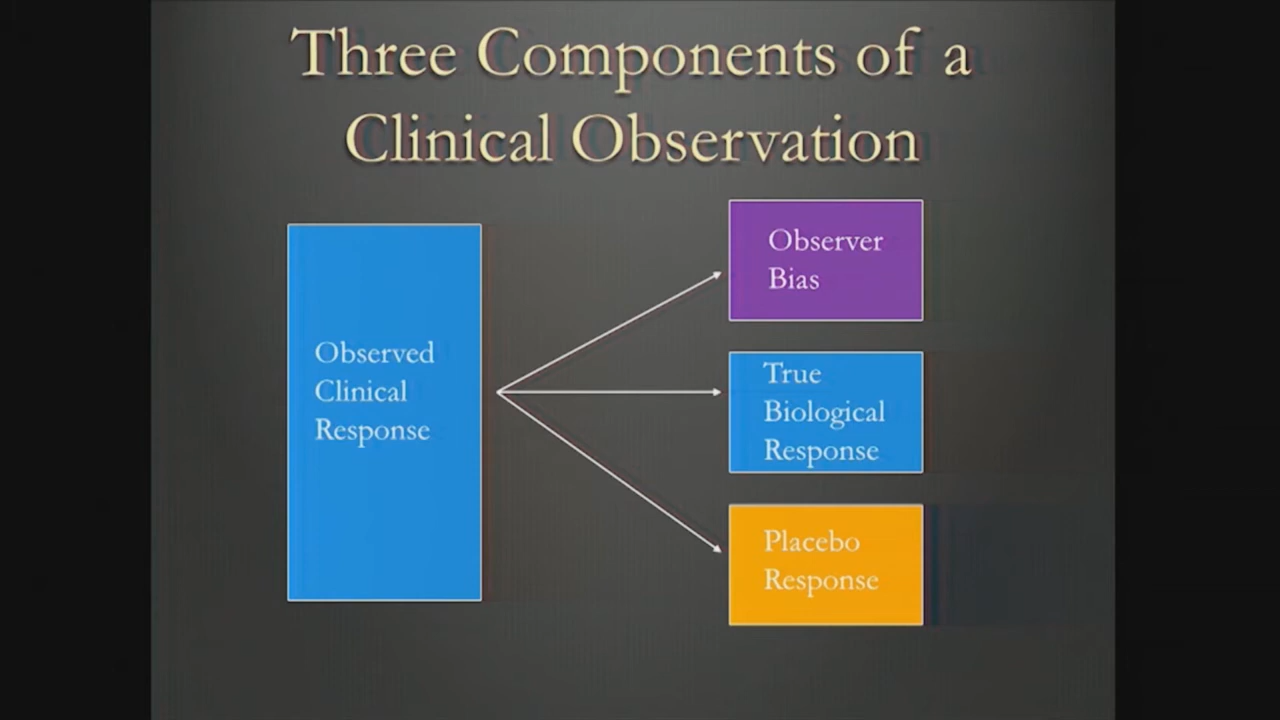 Three Components of a
Clinical Observation
Observed
Clinical
Response
Observer
Bias
True
Biological
Response
Placebo
Response